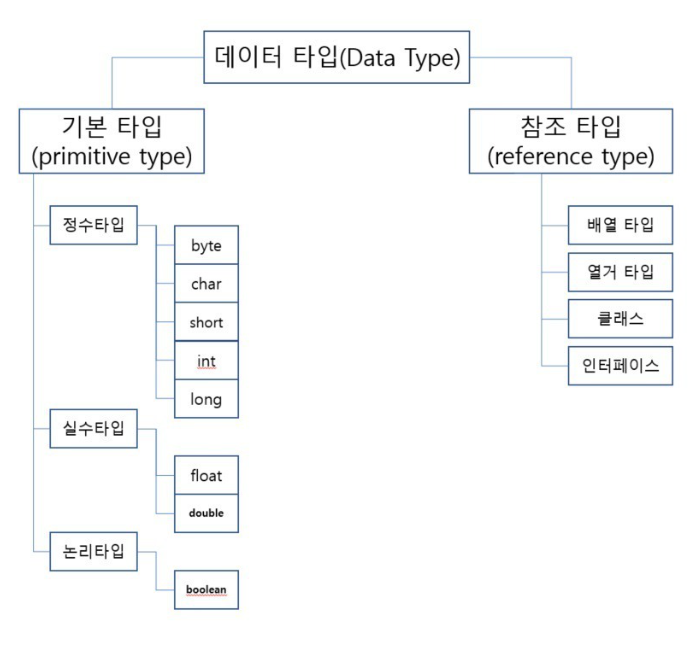 데이터 타입(Data Type)
기본 타입
(primitive type)
정수타입
byte
char
short
int
long
실수타입
float
double
논리타입
boolean
참조 타입
(reference type)
배열 타입
열거 타입
클래스
인터페이스